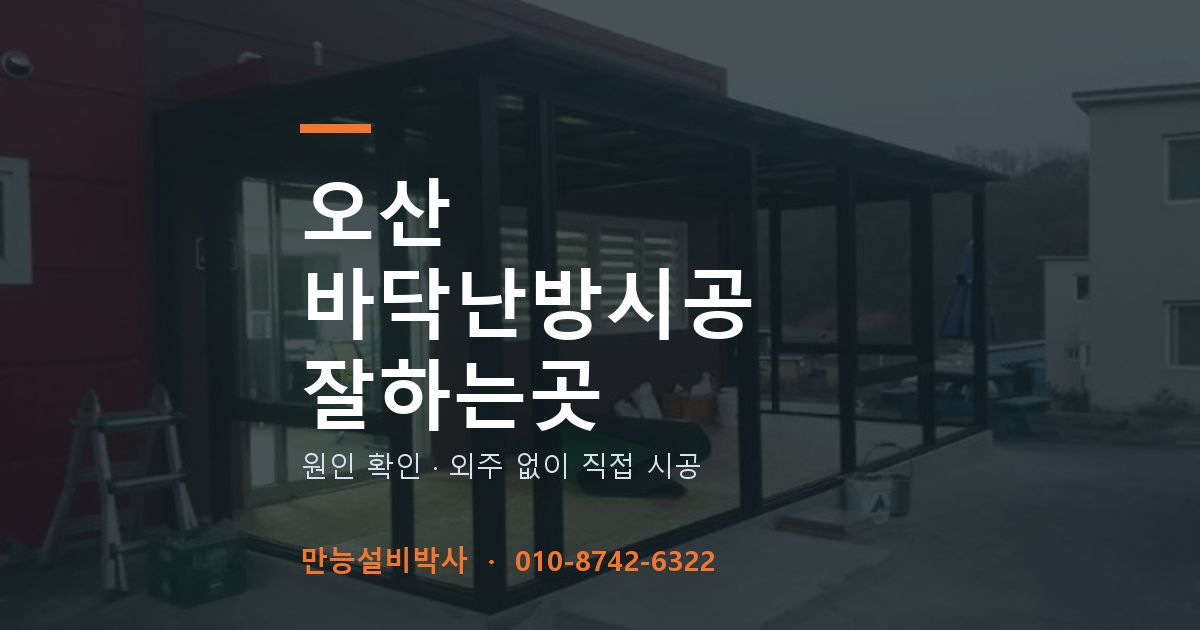 오산
바닥난방시공
잘하는곳
원인 확인 · 외주 없이 직접 시공
만능설비박사 · 010-8742-6322